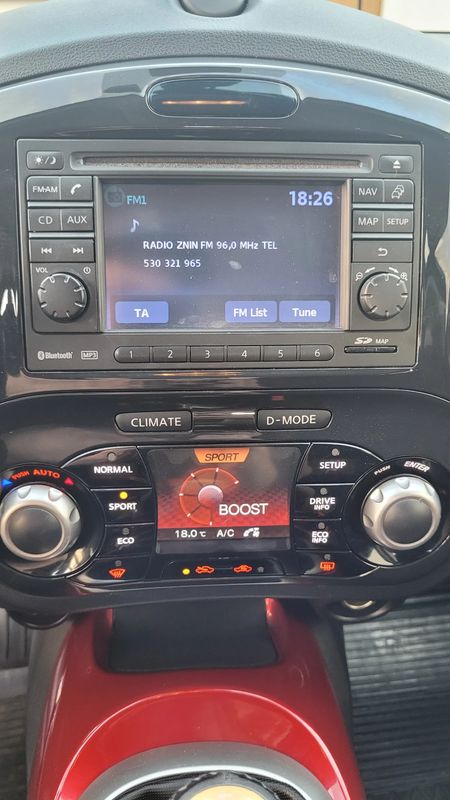 FM1
18:26
RADIO ZNIN FM 96,0 MHz TEL
530 321 965
TA
FM List
Tune
FM·AM
CD
AUX
VOL
NAV
MAP
SETUP
Bluetooth
MP3
1
2
3
4
5
6
SD
MAP
CLIMATE
D-MODE
PUSH AUTO
NORMAL
SPORT
ECO
SPORT
BOOST
18.0°C
A/C
SETUP
DRIVE
INFO
ECO
INFO
PUSH
ENTER